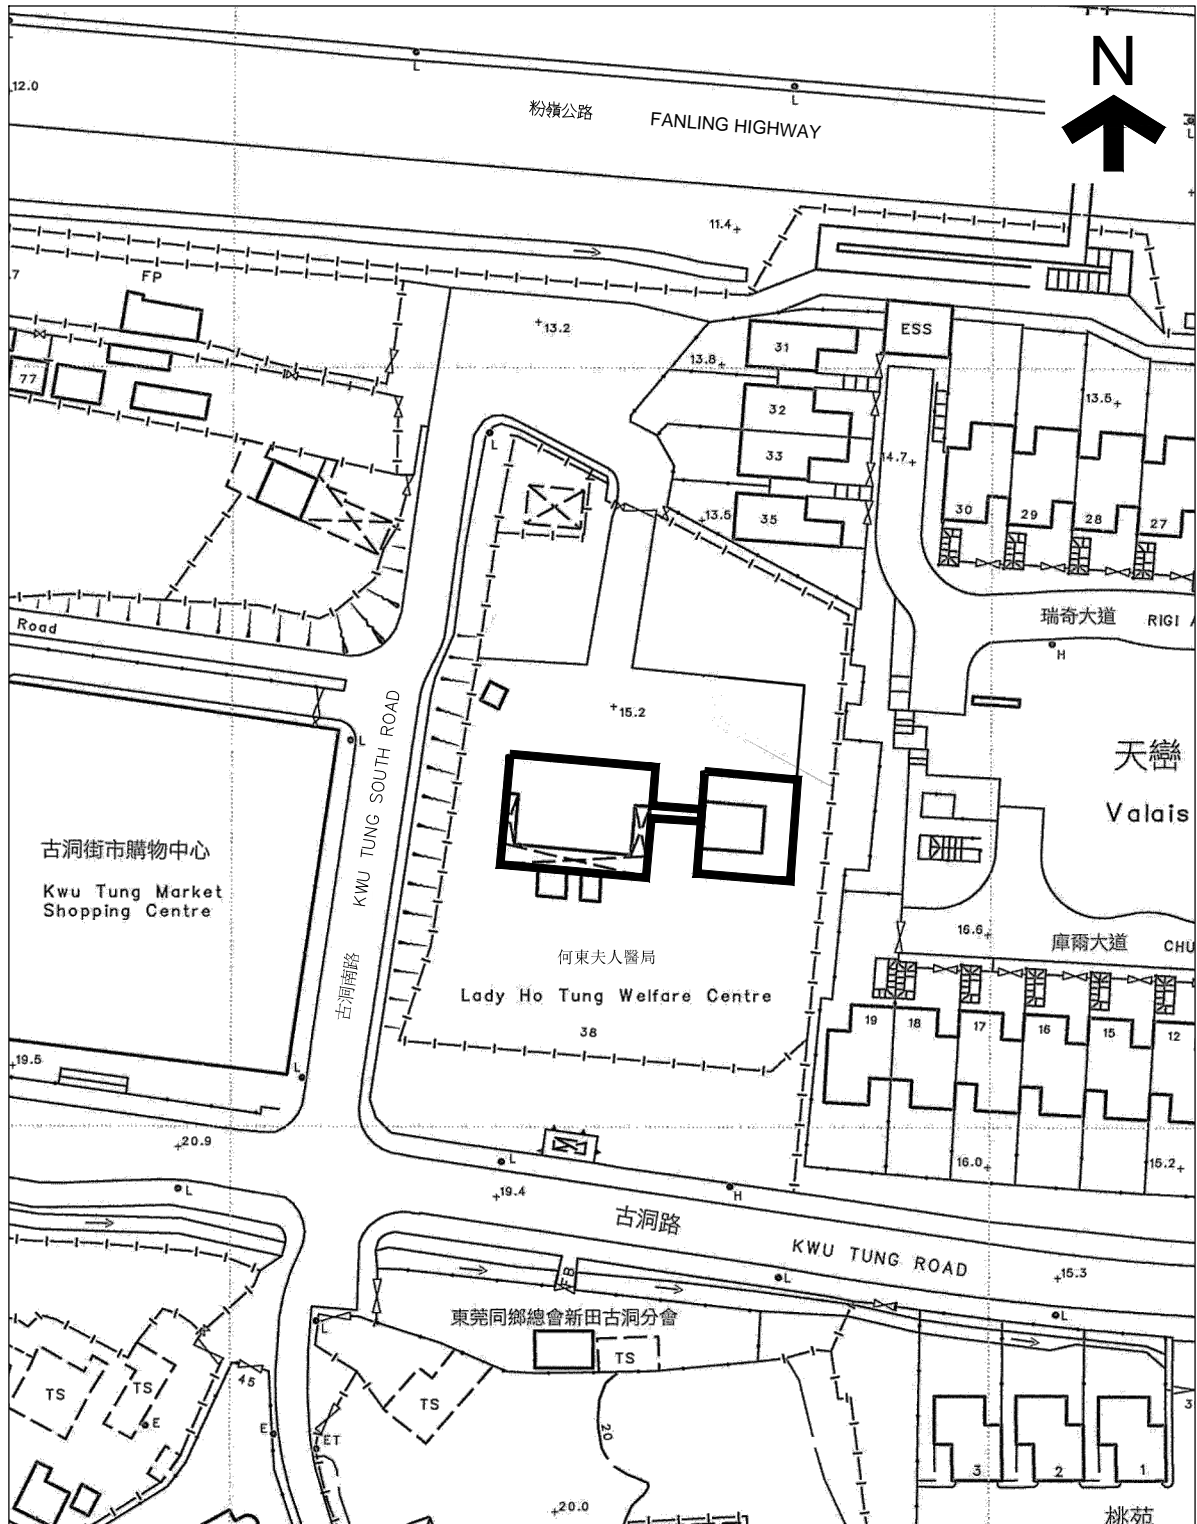 N
12.0
L
L
L
粉嶺公路 FANLING HIGHWAY
11.4
.7
FP
13.2
ESS
31
13.8
77
32
13.5
L
33
14.7
13.5
35
30
29
28
27
Road
瑞奇大道 RIGI A
H
15.2
L
KWU TUNG SOUTH ROAD
古洞南路
天巒
Valais
古洞街市購物中心
Kwu Tung Market
Shopping Centre
16.6
庫爾大道 CHU
何東夫人醫局
Lady Ho Tung Welfare Centre
38
19
18
17
16
15
12
19.5
L
20.9
M
L
16.0
15.2
L
19.4
H
古洞路
KWU TUNG ROAD
FB
L
15.3
L
東莞同鄉總會新田古洞分會
L
TS
TS
TS
TS
45
E
E
ET
20
3
3
2
1
20.0
桃苑